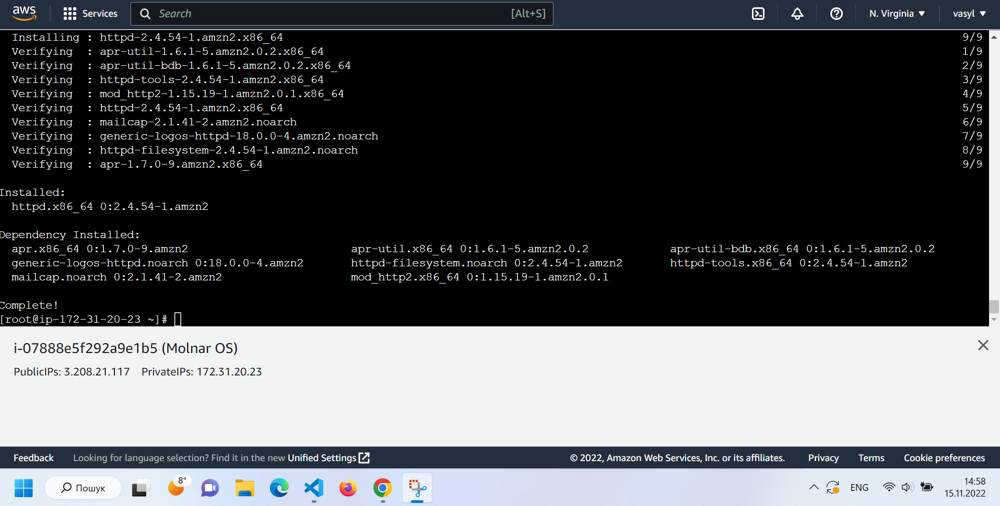 aws Services Search [Alt+S] N. Virginia vasyl
Installing : httpd-2.4.54-1.amzn2.x86_64 9/9
Verifying : apr-util-1.6.1-5.amzn2.0.2.x86_64 1/9
Verifying : apr-util-bdb-1.6.1-5.amzn2.0.2.x86_64 2/9
Verifying : httpd-tools-2.4.54-1.amzn2.x86_64 3/9
Verifying : mod_http2-1.15.19-1.amzn2.0.1.x86_64 4/9
Verifying : httpd-2.4.54-1.amzn2.x86_64 5/9
Verifying : mailcap-2.1.41-2.amzn2.noarch 6/9
Verifying : generic-logos-httpd-18.0.0-4.amzn2.noarch 7/9
Verifying : httpd-filesystem-2.4.54-1.amzn2.noarch 8/9
Verifying : apr-1.7.0-9.amzn2.x86_64 9/9
Installed:
httpd.x86_64 0:2.4.54-1.amzn2
Dependency Installed:
apr.x86_64 0:1.7.0-9.amzn2 apr-util.x86_64 0:1.6.1-5.amzn2.0.2 apr-util-bdb.x86_64 0:1.6.1-5.amzn2.0.2
generic-logos-httpd.noarch 0:18.0.0-4.amzn2 httpd-filesystem.noarch 0:2.4.54-1.amzn2 httpd-tools.x86_64 0:2.4.54-1.amzn2
mailcap.noarch 0:2.1.41-2.amzn2 mod_http2.x86_64 0:1.15.19-1.amzn2.0.1
Complete!
[root@ip-172-31-20-23 ~]#
i-07888e5f292a9e1b5 (Molnar OS)
PublicIPs: 3.208.21.117 PrivateIPs: 172.31.20.23
Feedback Looking for language selection? Find it in the new Unified Settings © 2022, Amazon Web Services, Inc. or its affiliates. Privacy Terms Cookie preferences
Пошук 8° ENG 14:58
15.11.2022